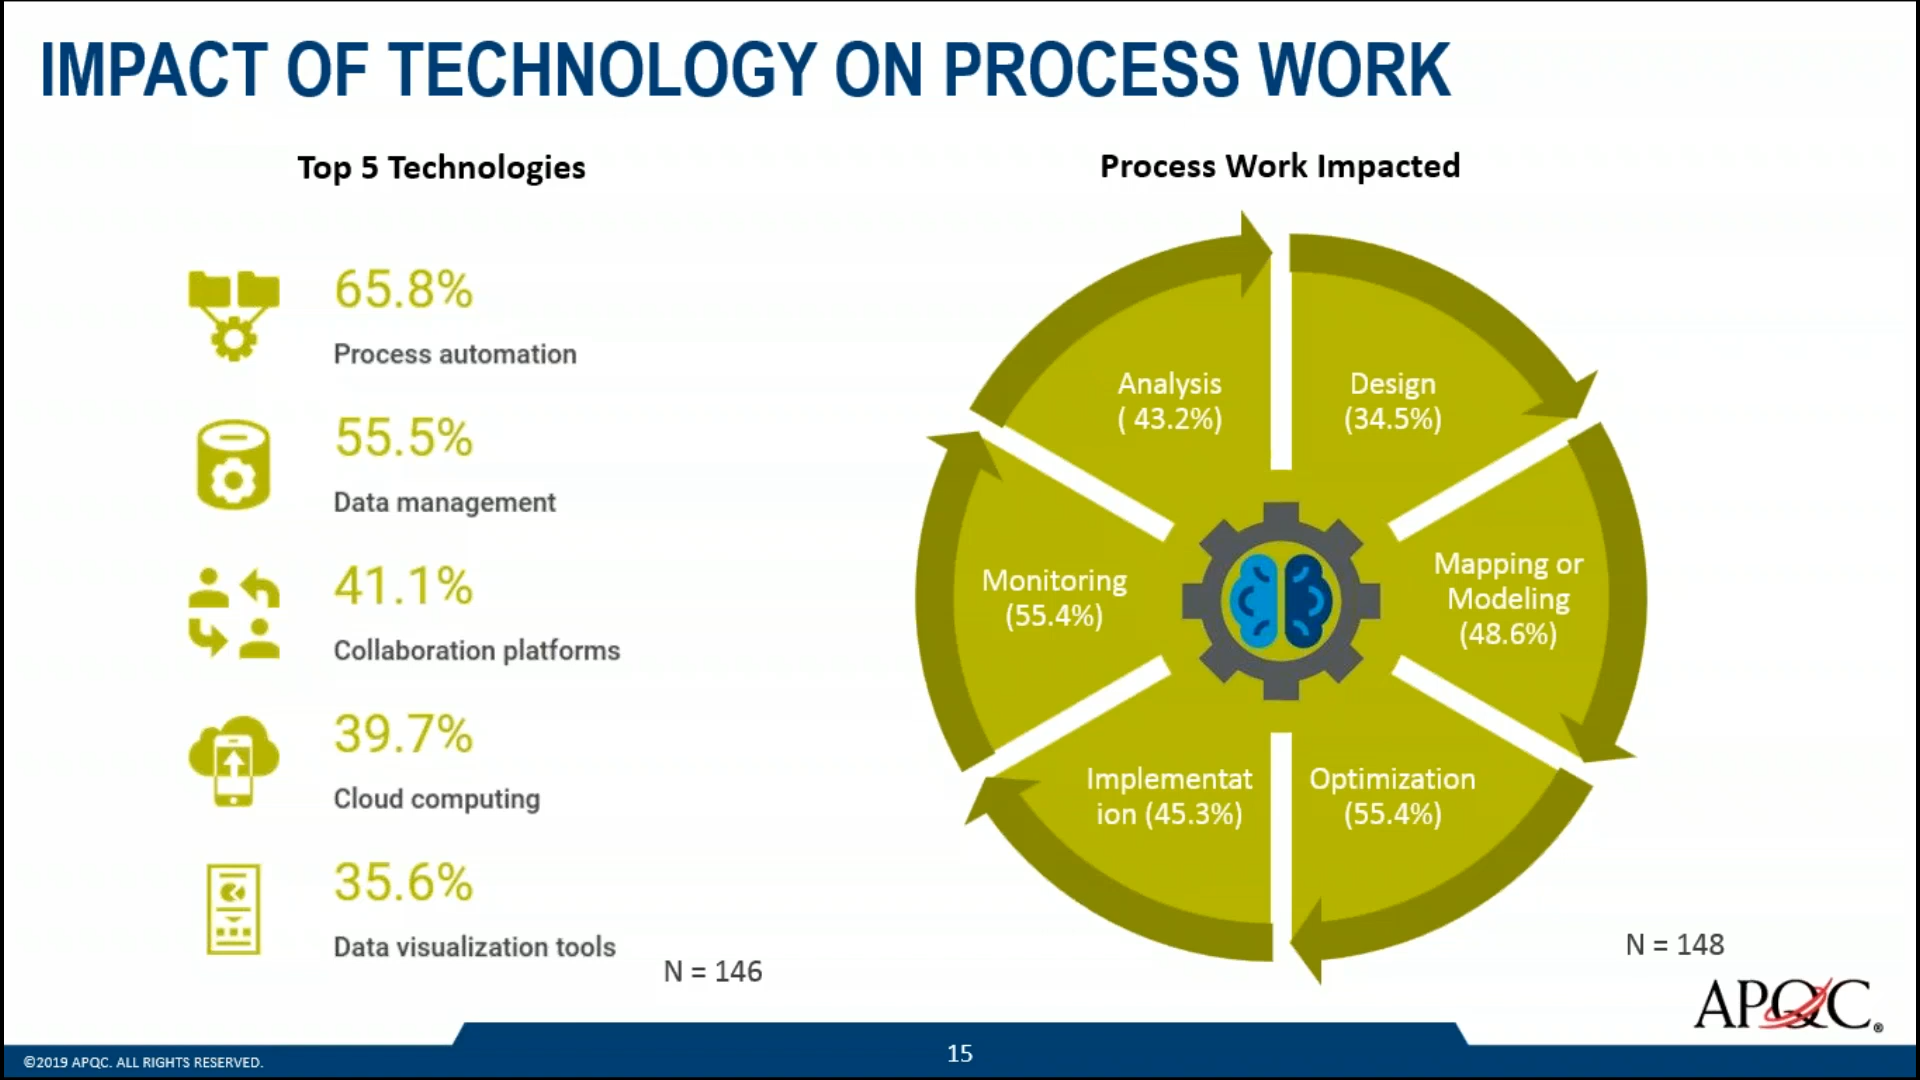 IMPACT OF TECHNOLOGY ON PROCESS WORK
Top 5 Technologies
65.8%
Process automation
55.5%
Data management
41.1%
Collaboration platforms
39.7%
Cloud computing
35.6%
Data visualization tools
N = 146
Process Work Impacted
Analysis
( 43.2%)
Design
(34.5%)
Mapping or
Modeling
(48.6%)
Optimization
(55.4%)
Implementat
ion (45.3%)
Monitoring
(55.4%)
N = 148
APQC®
©2019 APQC. ALL RIGHTS RESERVED.
15